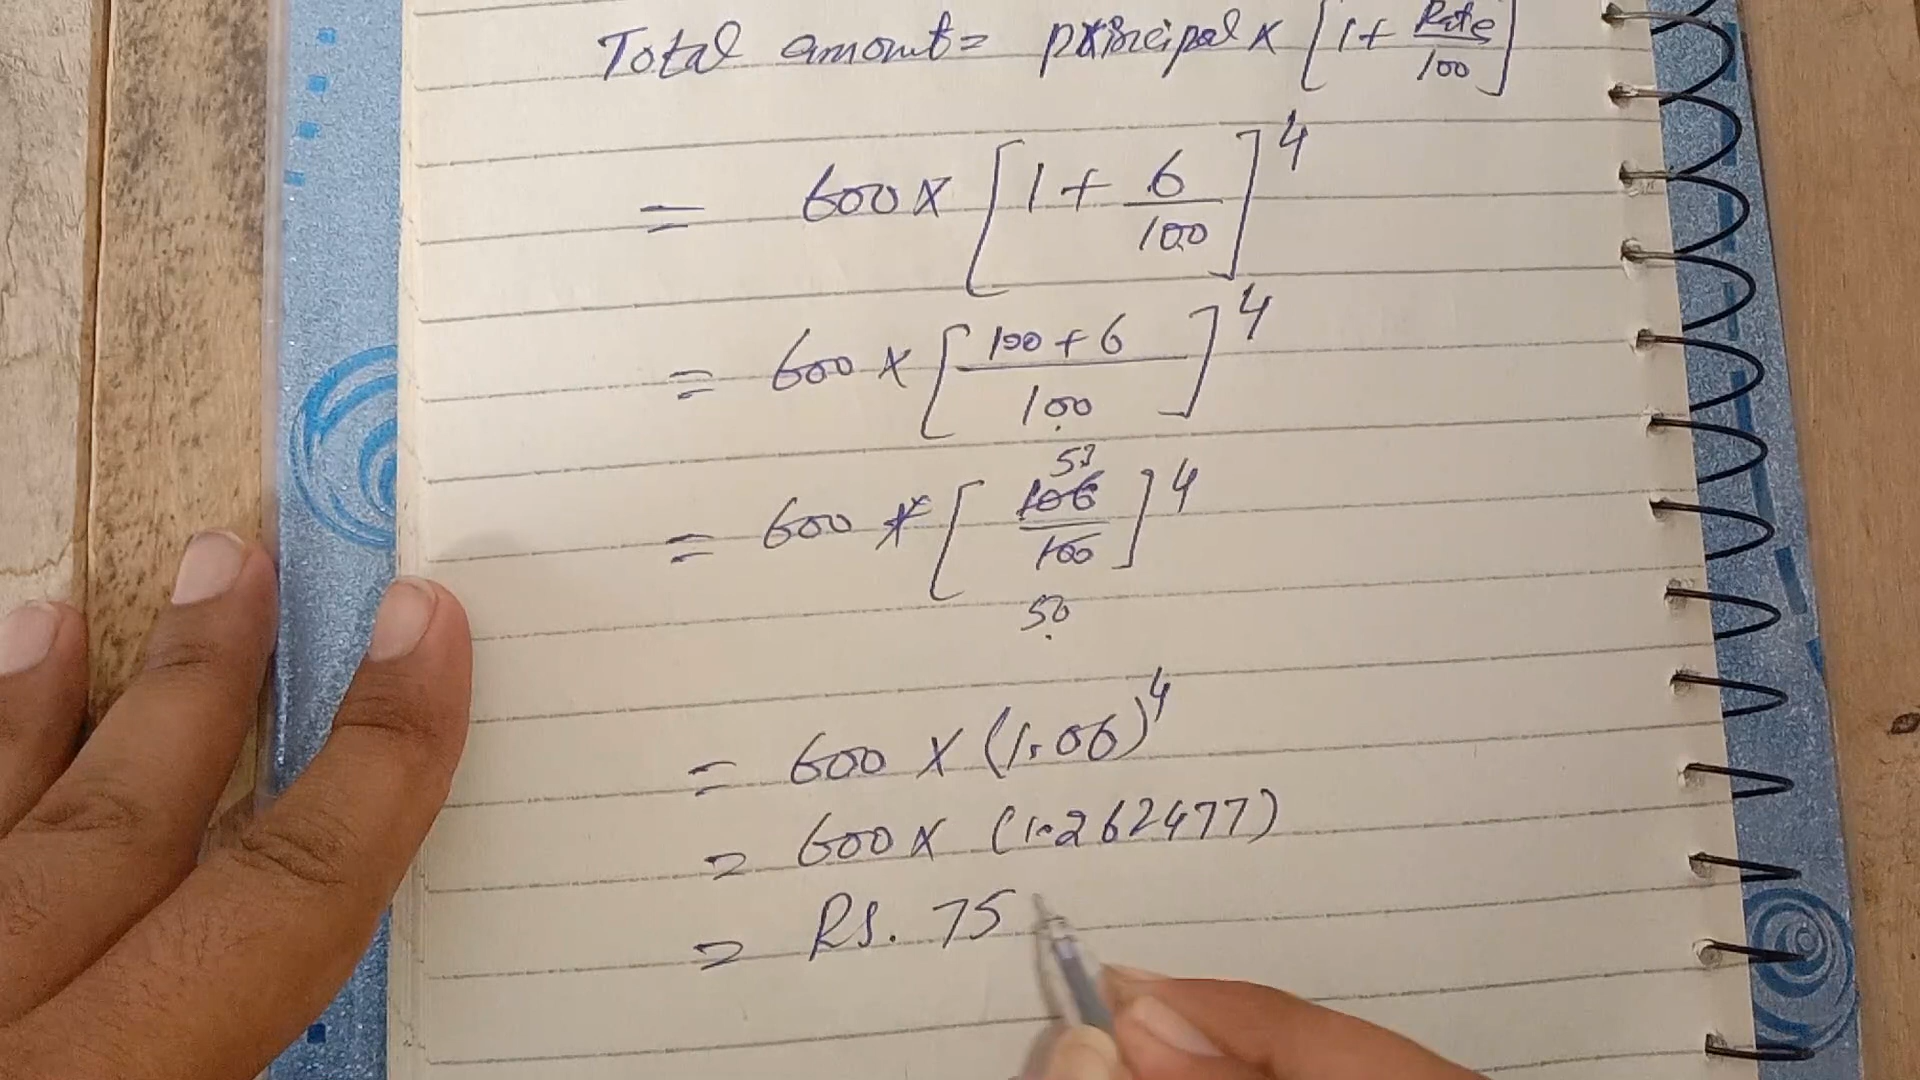 Total amount = principal × [1 + Rate/100]
= 600 × [1 + 6/100]^4
= 600 × [100 + 6/100]^4
53
= 600 * [106/100]^4
50
= 600 × (1.06)^4
= 600 × (1.262477)
= RS. 75